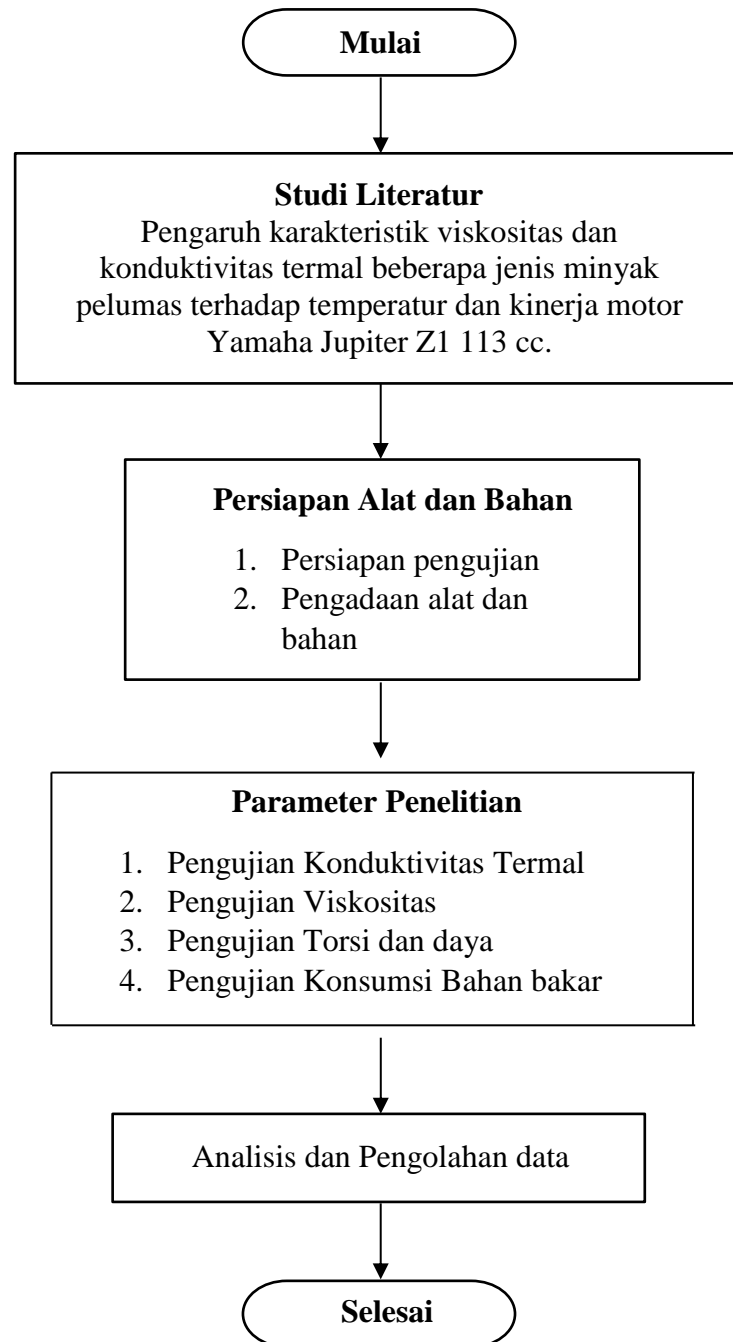 Mulai
Studi Literatur
Pengaruh karakteristik viskositas dan
konduktivitas termal beberapa jenis minyak
pelumas terhadap temperatur dan kinerja motor
Yamaha Jupiter Z1 113 cc.
Persiapan Alat dan Bahan
1. Persiapan pengujian
2. Pengadaan alat dan
bahan
Parameter Penelitian
1. Pengujian Konduktivitas Termal
2. Pengujian Viskositas
3. Pengujian Torsi dan daya
4. Pengujian Konsumsi Bahan bakar
Analisis dan Pengolahan data
Selesai